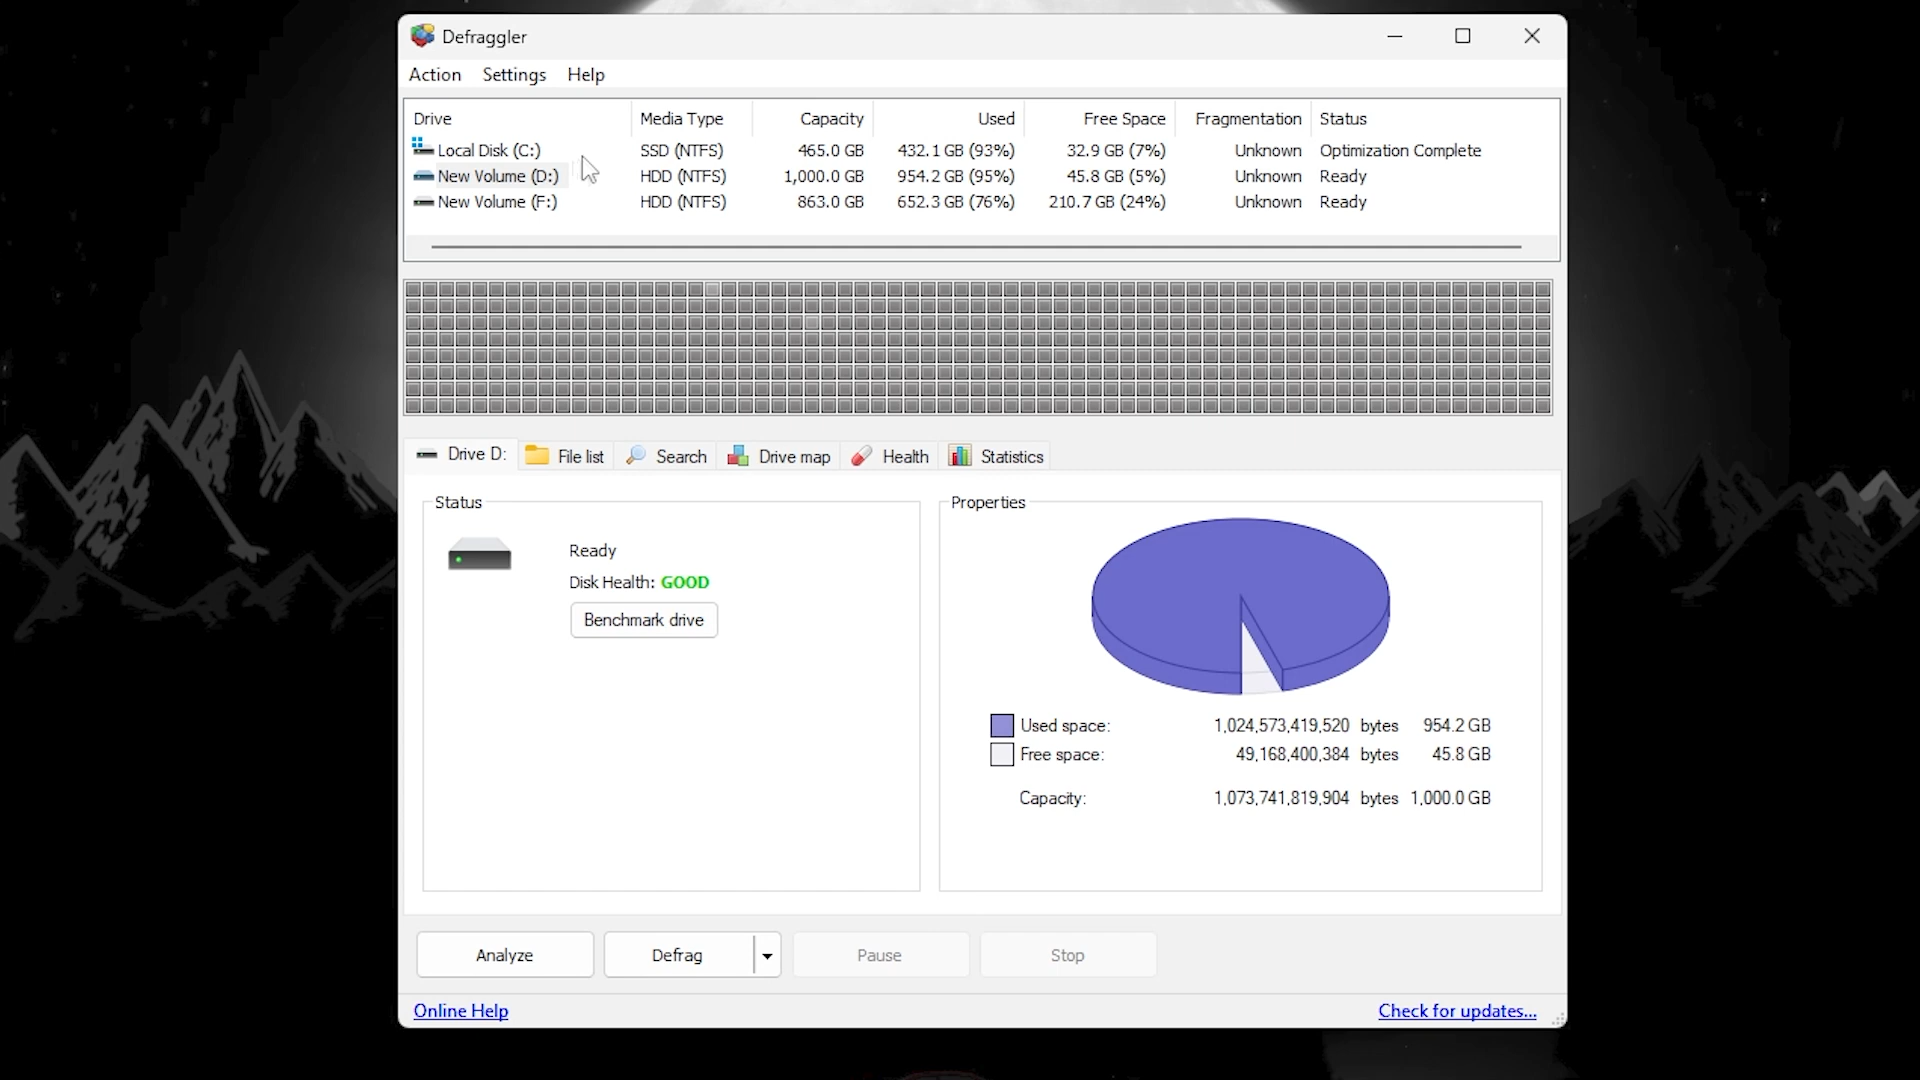 Defraggler
Action Settings Help
Drive Media Type Capacity Used Free Space Fragmentation Status
Local Disk (C:) SSD (NTFS) 465.0 GB 432.1 GB (93%) 32.9 GB (7%) Unknown Optimization Complete
New Volume (D:) HDD (NTFS) 1,000.0 GB 954.2 GB (95%) 45.8 GB (5%) Unknown Ready
New Volume (F:) HDD (NTFS) 863.0 GB 652.3 GB (76%) 210.7 GB (24%) Unknown Ready
Drive D: File list Search Drive map Health Statistics
Status
Ready
Disk Health: GOOD
Benchmark drive
Properties
Used space: 1,024,573,419,520 bytes 954.2 GB
Free space: 49,168,400,384 bytes 45.8 GB
Capacity: 1,073,741,819,904 bytes 1,000.0 GB
Analyze Defrag Pause Stop
Online Help Check for updates...